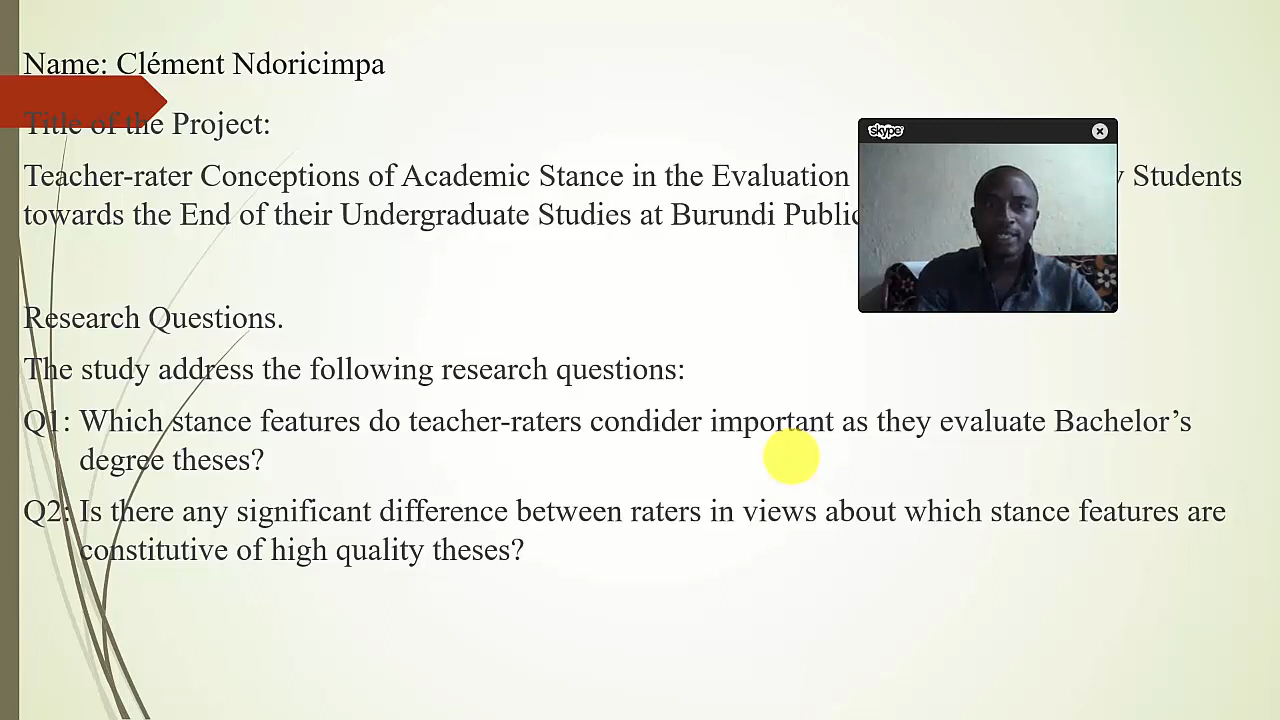 Name: Clément Ndoricimpa
Title of the Project:
skype
Teacher-rater Conceptions of Academic Stance in the Evaluation Students
towards the End of their Undergraduate Studies at Burundi Public
Research Questions.
The study address the following research questions:
Q1: Which stance features do teacher-raters condider important as they evaluate Bachelor’s
degree theses?
Q2: Is there any significant difference between raters in views about which stance features are
constitutive of high quality theses?